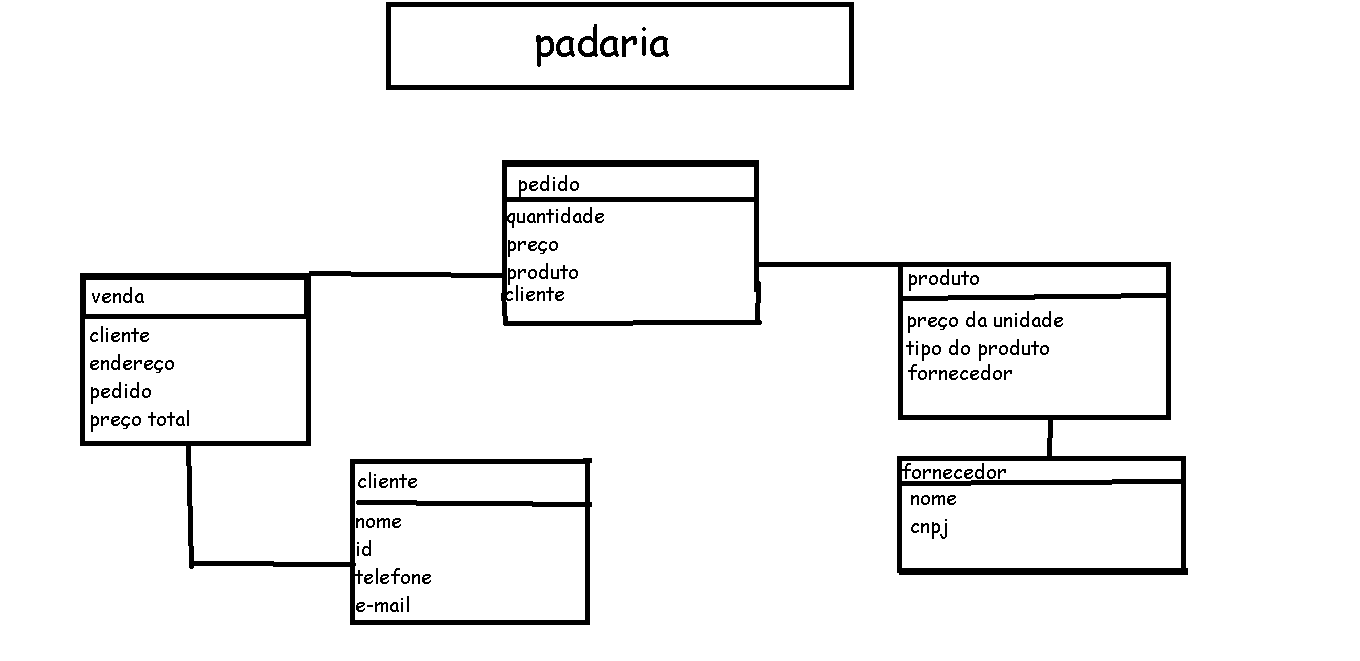 padaria
pedido
quantidade
preço
produto
cliente
venda
cliente
endereço
pedido
preço total
produto
preço da unidade
tipo do produto
fornecedor
cliente
nome
id
telefone
e-mail
fornecedor
nome
cnpj